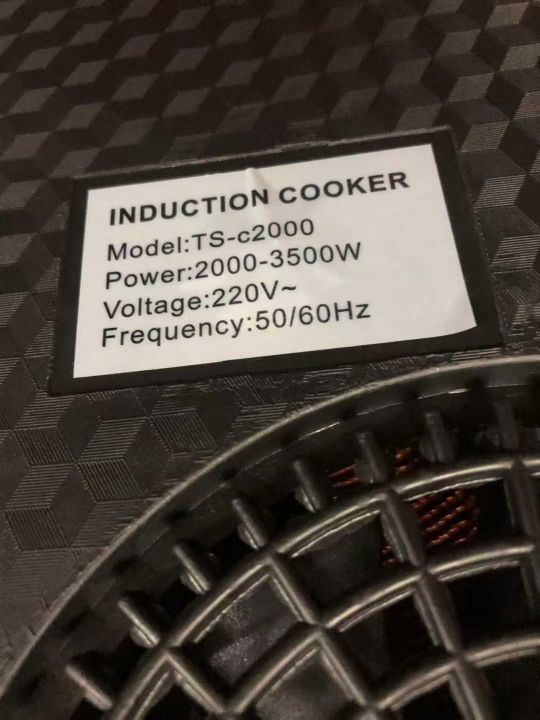 INDUCTION COOKER
Model:TS-c2000
Power:2000-3500W
Voltage:220V~
Frequency:50/60Hz